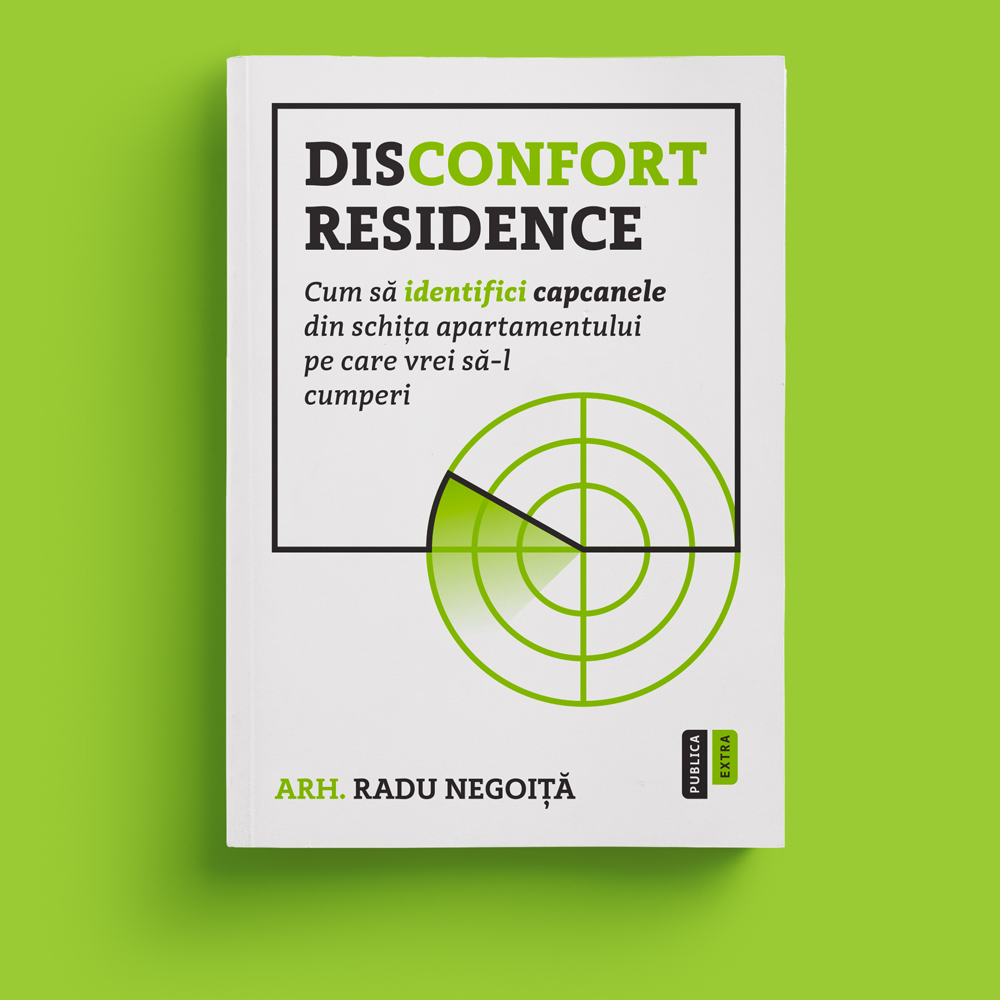 DISCONFORT
RESIDENCE
Cum să identifici capcanele
din schița apartamentului
pe care vrei să-l
cumperi
PUBLICA
EXTRA
ARH. RADU NEGOIȚĂ